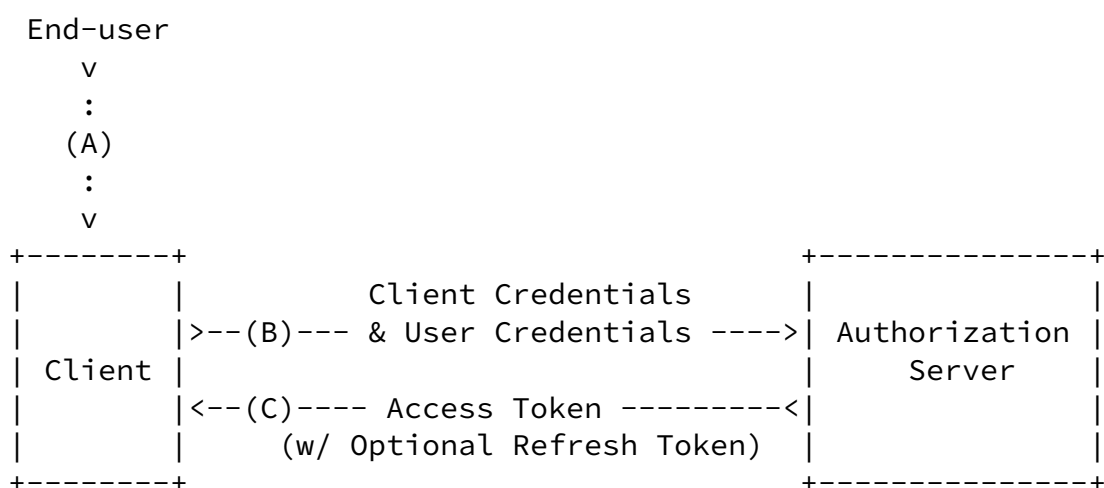 End-user
v
:
(A)
:
v
+--------+                                  +---------------+
|        |          Client Credentials      |               |
|        |>--(B)--- & User Credentials ---->| Authorization |
| Client |                                  |    Server     |
|        |<--(C)---- Access Token ---------<|               |
|        |     (w/ Optional Refresh Token)  |               |
+--------+                                  +---------------+